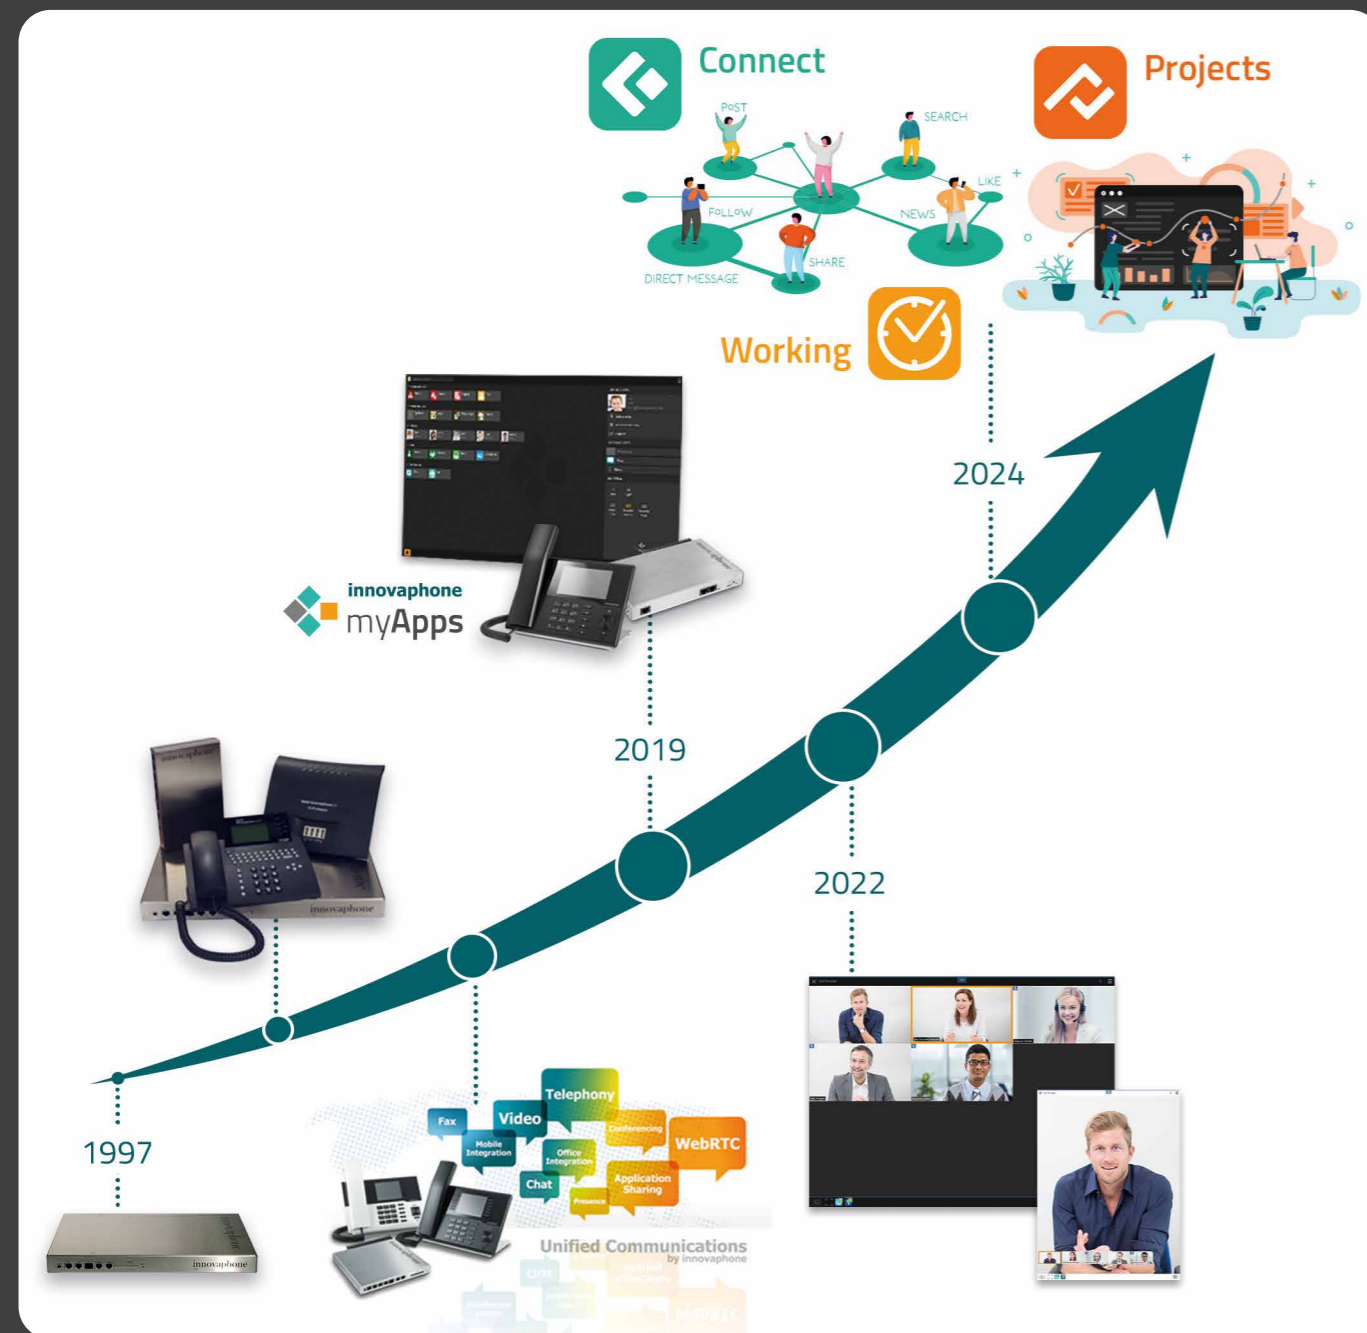 Connect
Projects
POST
SEARCH
LIKE
FOLLOW
NEWS
SHARE
DIRECT MESSAGE
Working
2024
innovaphone
myApps
2019
innovaphone
innovaphone
2022
1997
innovaphone
innovaphone
Telephony
Fax
Video
Conferencing
WebRTC
Mobile
Integration
Office
Integration
Chat
Application
Sharing
Presence
Unified Communications
by innovaphone